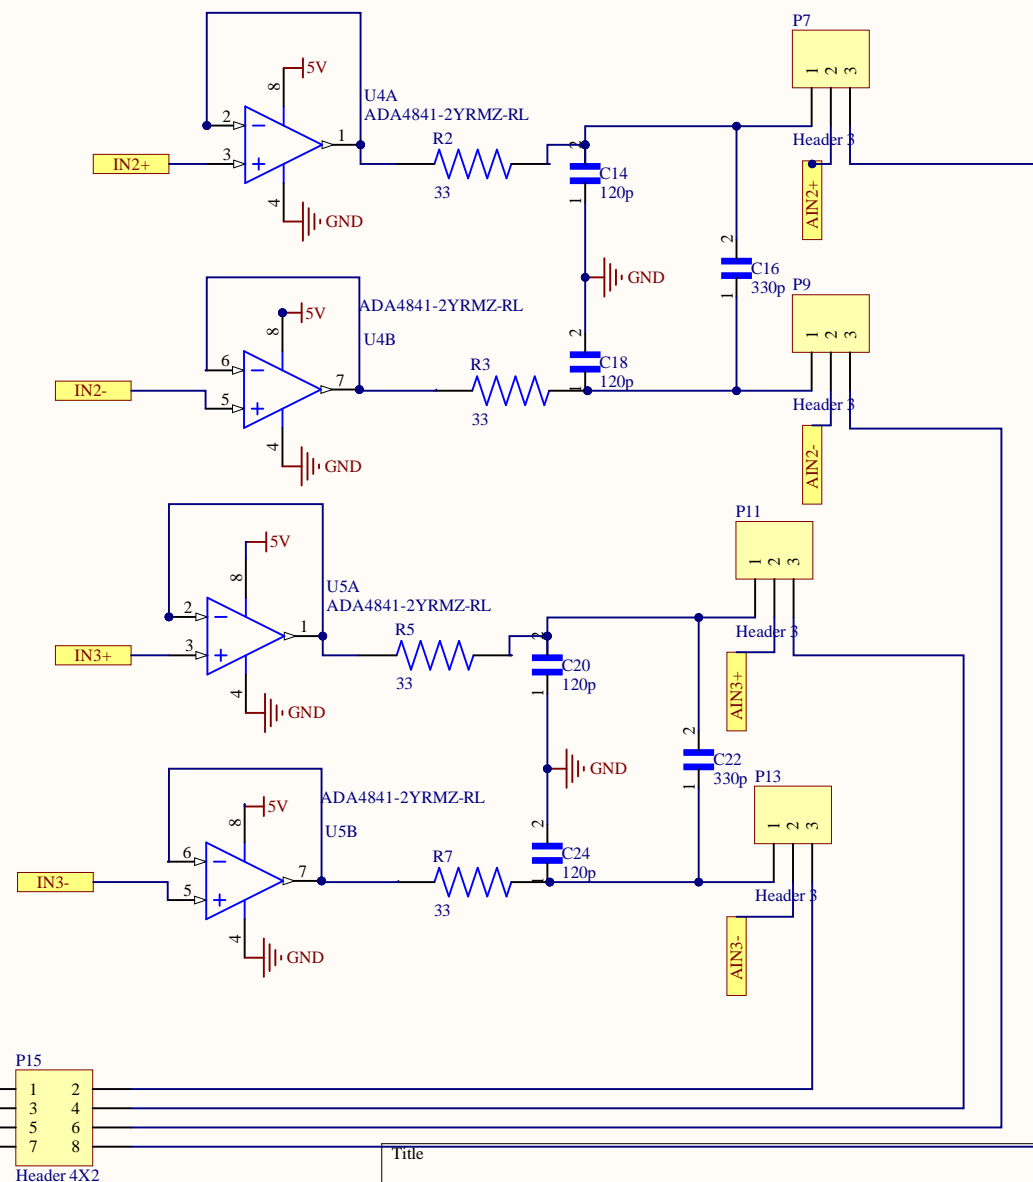 P7
1 2 3
Header 3
5V
8
U4A
ADA4841-2YRMZ-RL
2
1
R2
33
IN2+
3
4
GND
2
C14
120p
1
AIN2+
GND
2
C16
330p
1
P9
1 2 3
Header 3
5V
8
ADA4841-2YRMZ-RL
U4B
6
7
R3
33
IN2-
5
4
GND
2
C18
120p
1
AIN2-
P11
1 2 3
Header 3
5V
8
U5A
ADA4841-2YRMZ-RL
2
1
R5
33
IN3+
3
4
GND
2
C20
120p
1
AIN3+
GND
2
C22
330p
1
P13
1 2 3
Header 3
5V
8
ADA4841-2YRMZ-RL
U5B
6
7
R7
33
IN3-
5
4
GND
2
C24
120p
1
AIN3-
P15
1 2
3 4
5 6
7 8
Header 4X2
Title